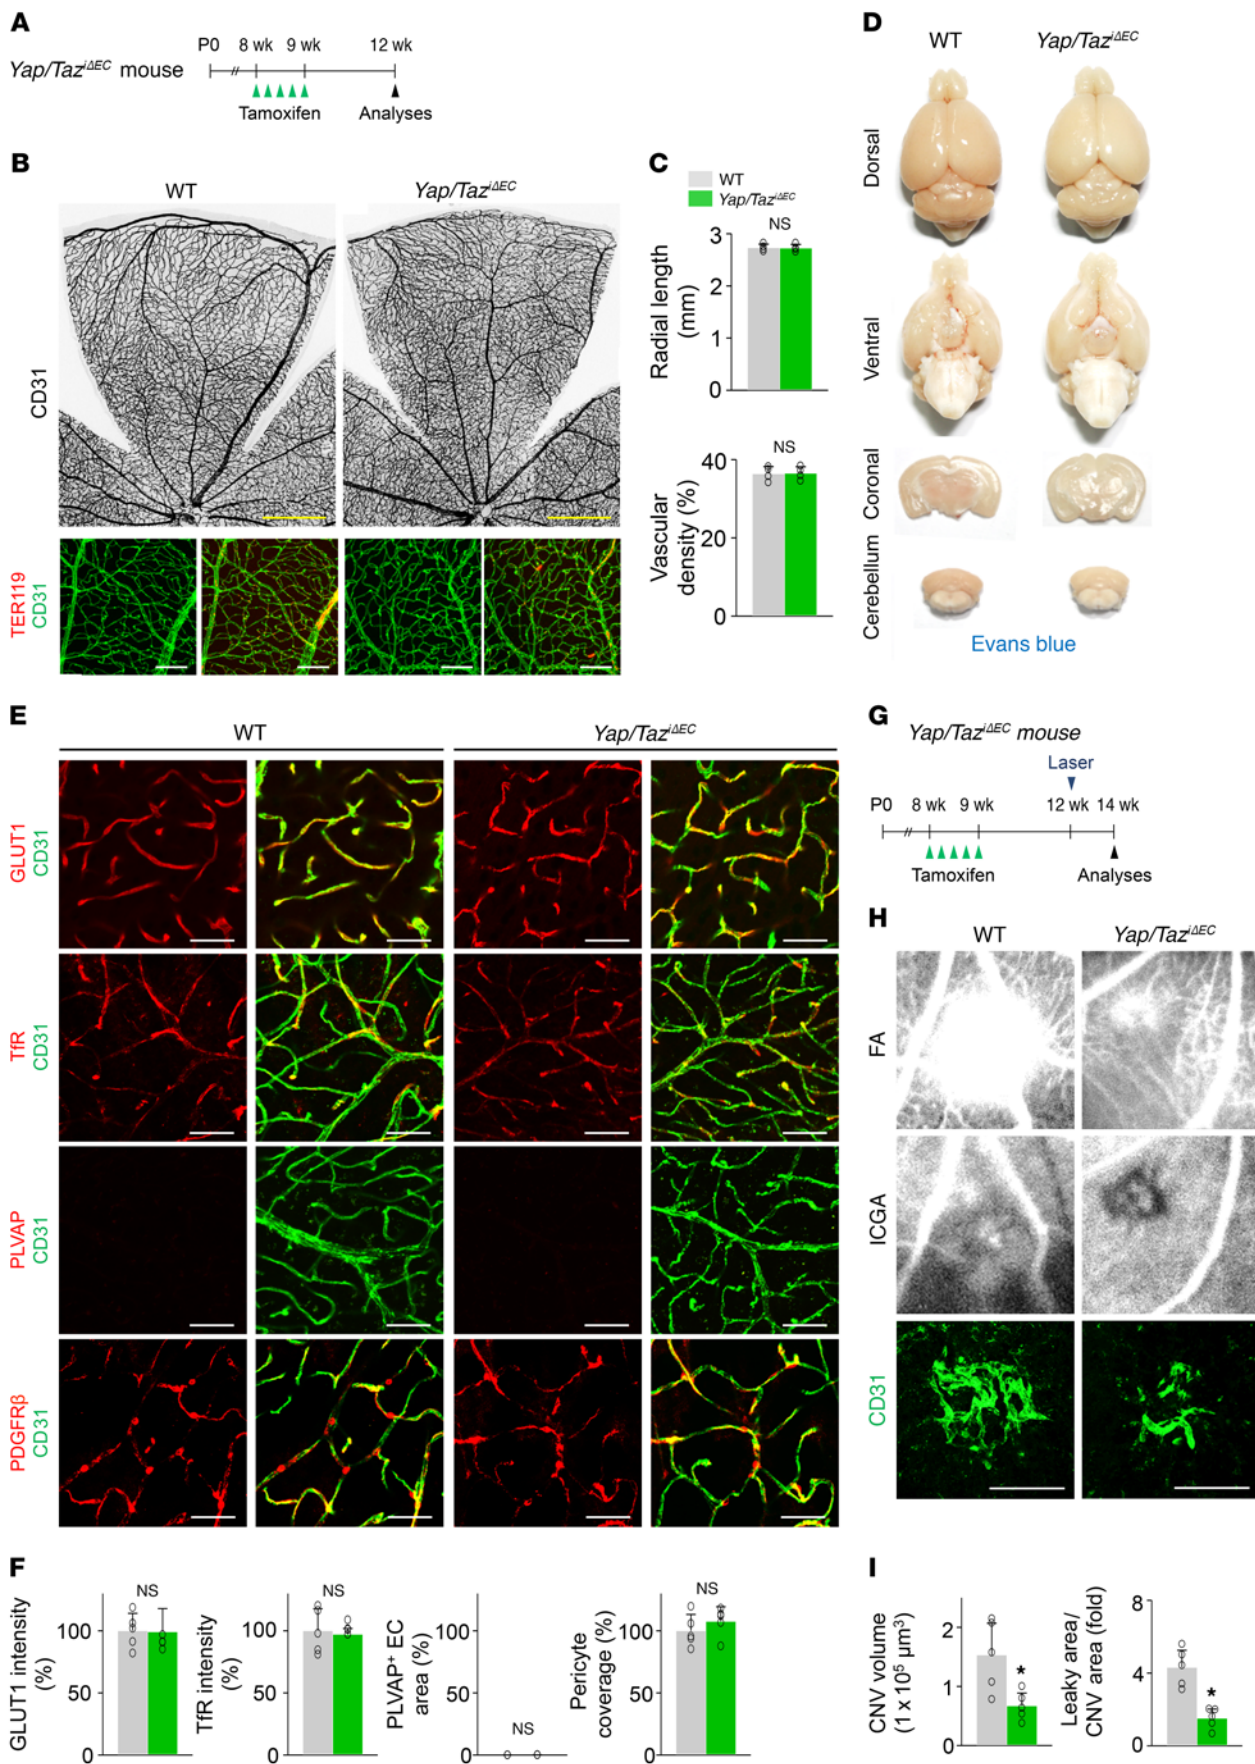 A
P0 8 wk 9 wk 12 wk
Yap/Taz^iΔEC mouse
Tamoxifen Analyses
B
WT Yap/Taz^iΔEC
CD31
TER119
CD31
C
WT
Yap/Taz^iΔEC
NS
Radial length
(mm)
3
2
1
0
NS
Vascular
density (%)
40
20
0
D
WT Yap/Taz^iΔEC
Dorsal
Ventral
Coronal
Cerebellum
Evans blue
E
WT Yap/Taz^iΔEC
GLUT1
CD31
TfR
CD31
PLVAP
CD31
PDGFRβ
CD31
F
GLUT1 intensity
(%)
NS
100
50
0
TfR intensity
(%)
NS
100
50
0
PLVAP⁺ EC
area (%)
NS
100
50
0
Pericyte
coverage (%)
NS
100
50
0
G
Yap/Taz^iΔEC mouse
Laser
P0 8 wk 9 wk 12 wk 14 wk
Tamoxifen Analyses
H
WT Yap/Taz^iΔEC
FA
ICGA
CD31
I
CNV volume
(1 x 10⁵ µm³)
2
1
0
*
Leaky area/
CNV area (fold)
8
4
0
*